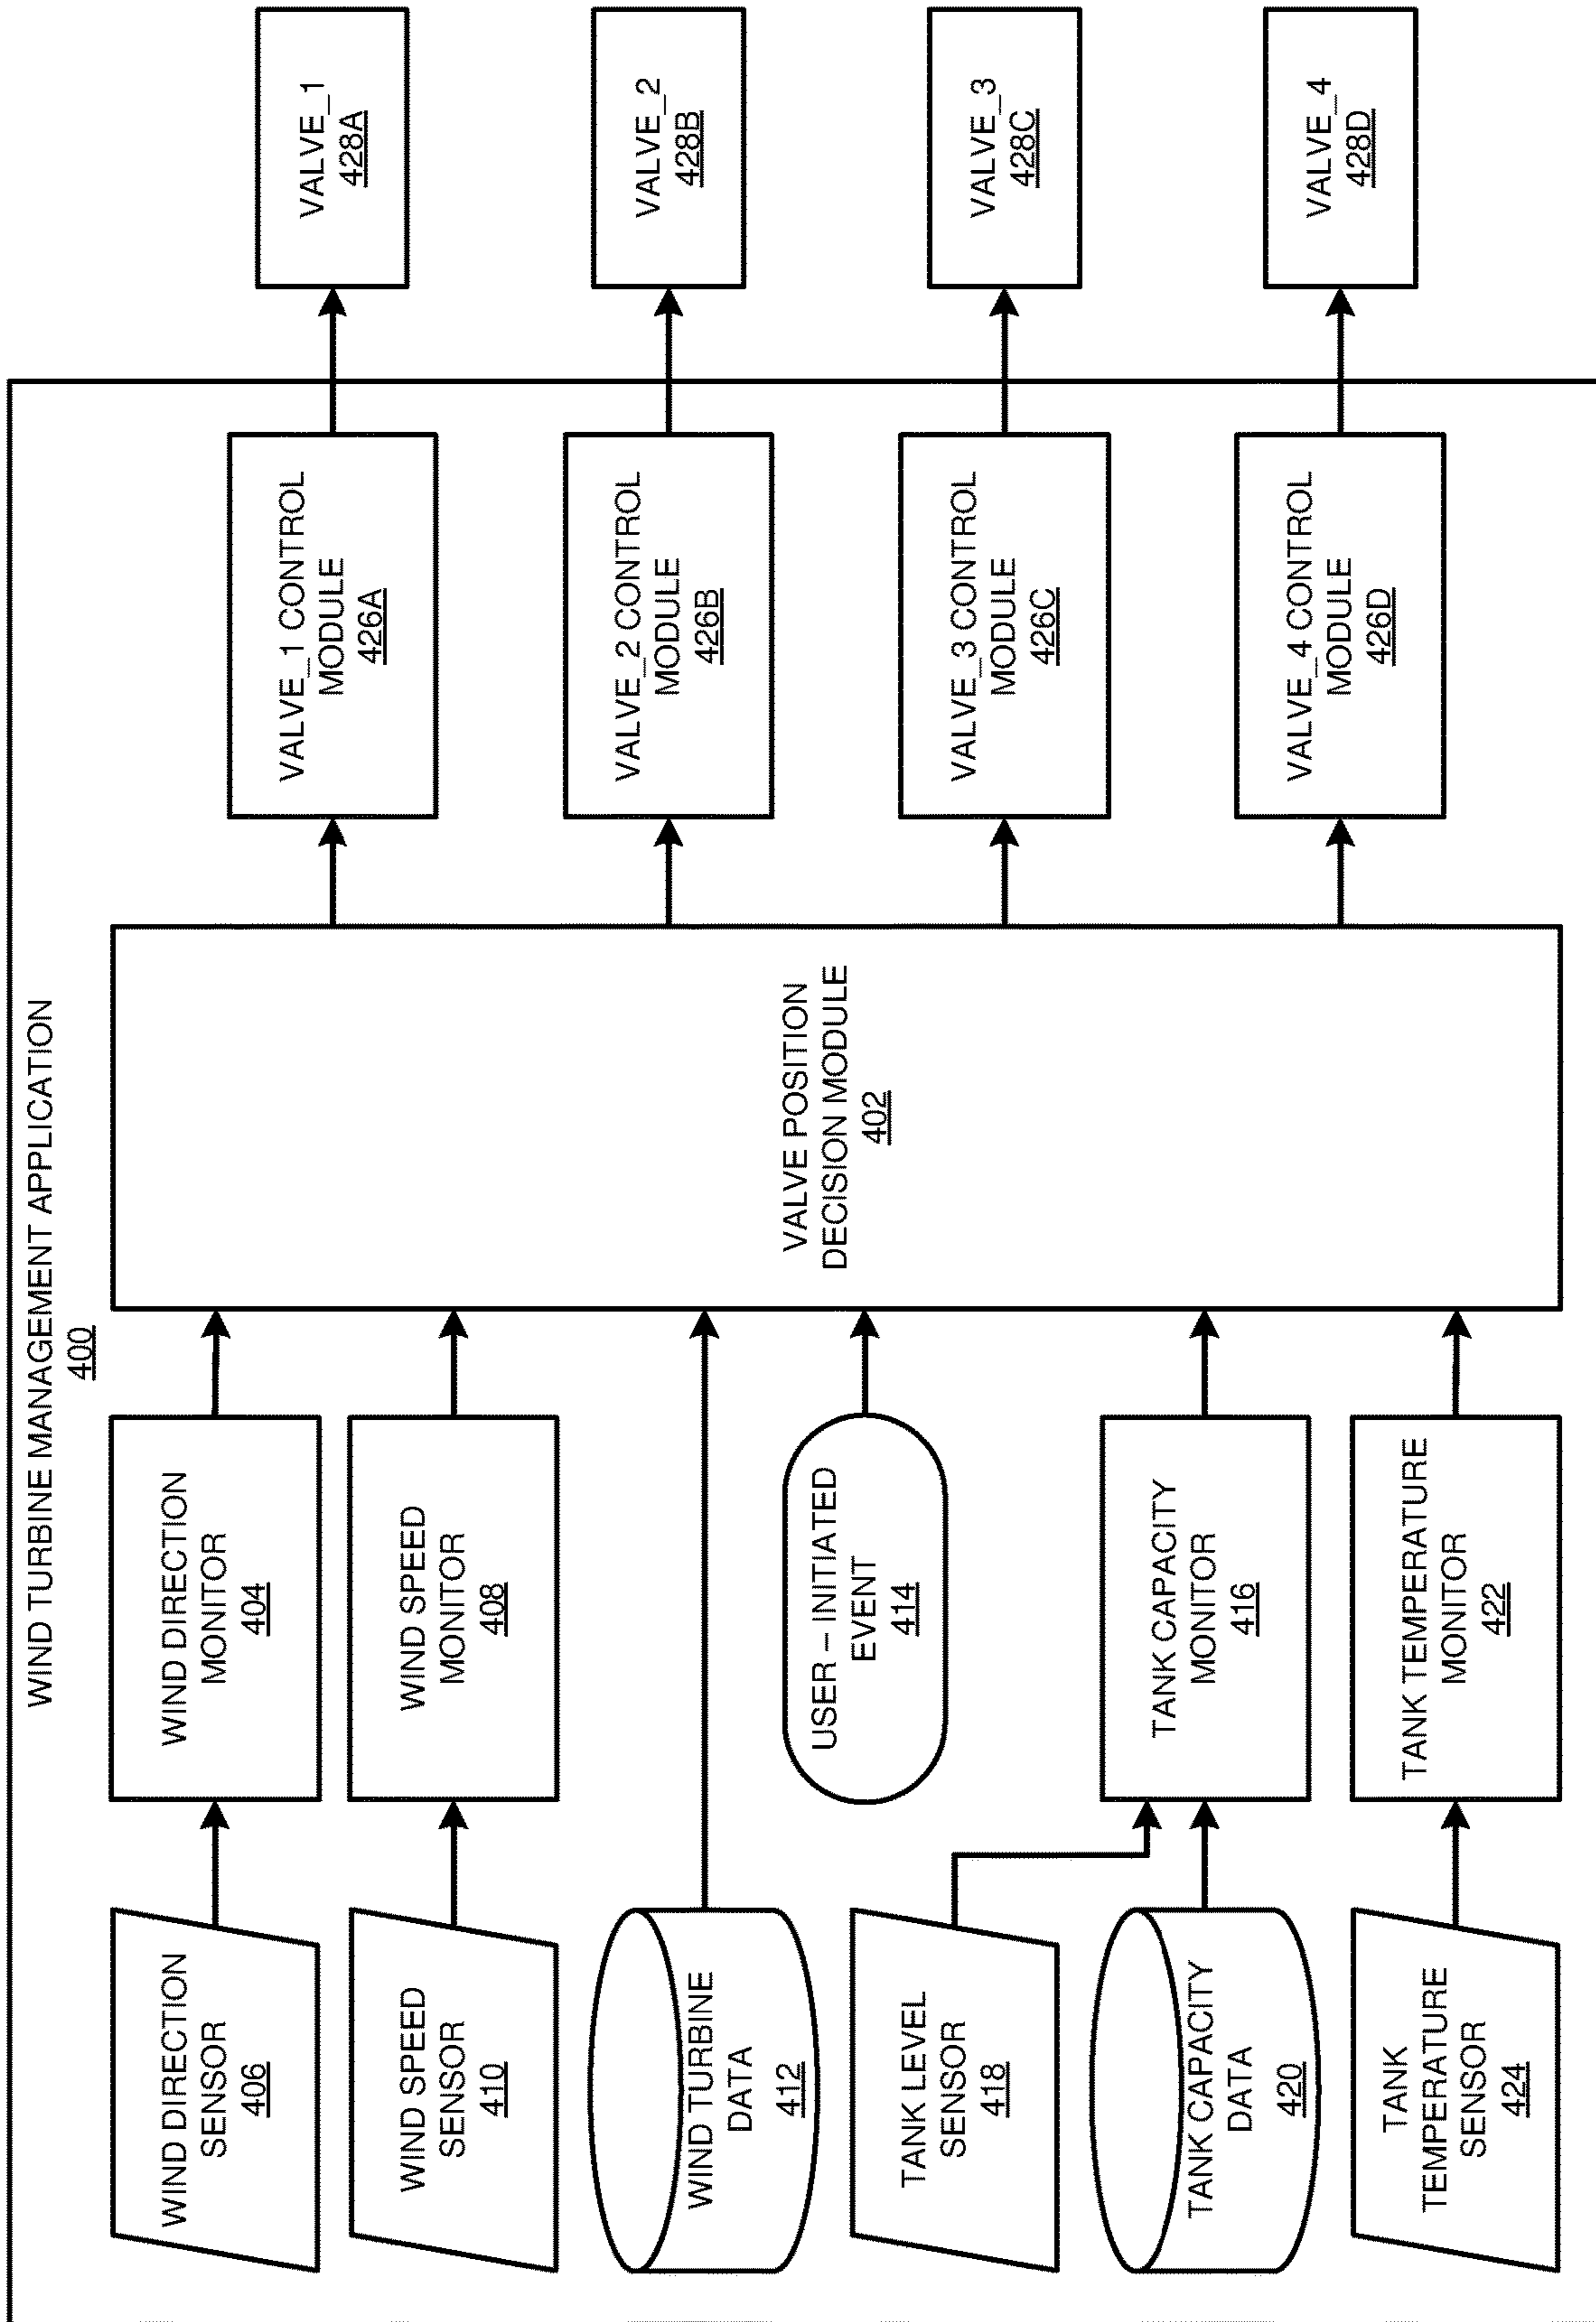 WIND TURBINE MANAGEMENT APPLICATION
400
WIND DIRECTION
SENSOR
406
WIND DIRECTION
MONITOR
404
WIND SPEED
SENSOR
410
WIND SPEED
MONITOR
408
WIND TURBINE
DATA
412
USER – INITIATED
EVENT
414
TANK LEVEL
SENSOR
418
TANK CAPACITY
DATA
420
TANK CAPACITY
MONITOR
416
TANK
TEMPERATURE
SENSOR
424
TANK TEMPERATURE
MONITOR
422
VALVE POSITION
DECISION MODULE
402
VALVE_1 CONTROL
MODULE
426A
VALVE_1
428A
VALVE_2 CONTROL
MODULE
426B
VALVE_2
428B
VALVE_3 CONTROL
MODULE
426C
VALVE_3
428C
VALVE_4 CONTROL
MODULE
426D
VALVE_4
428D